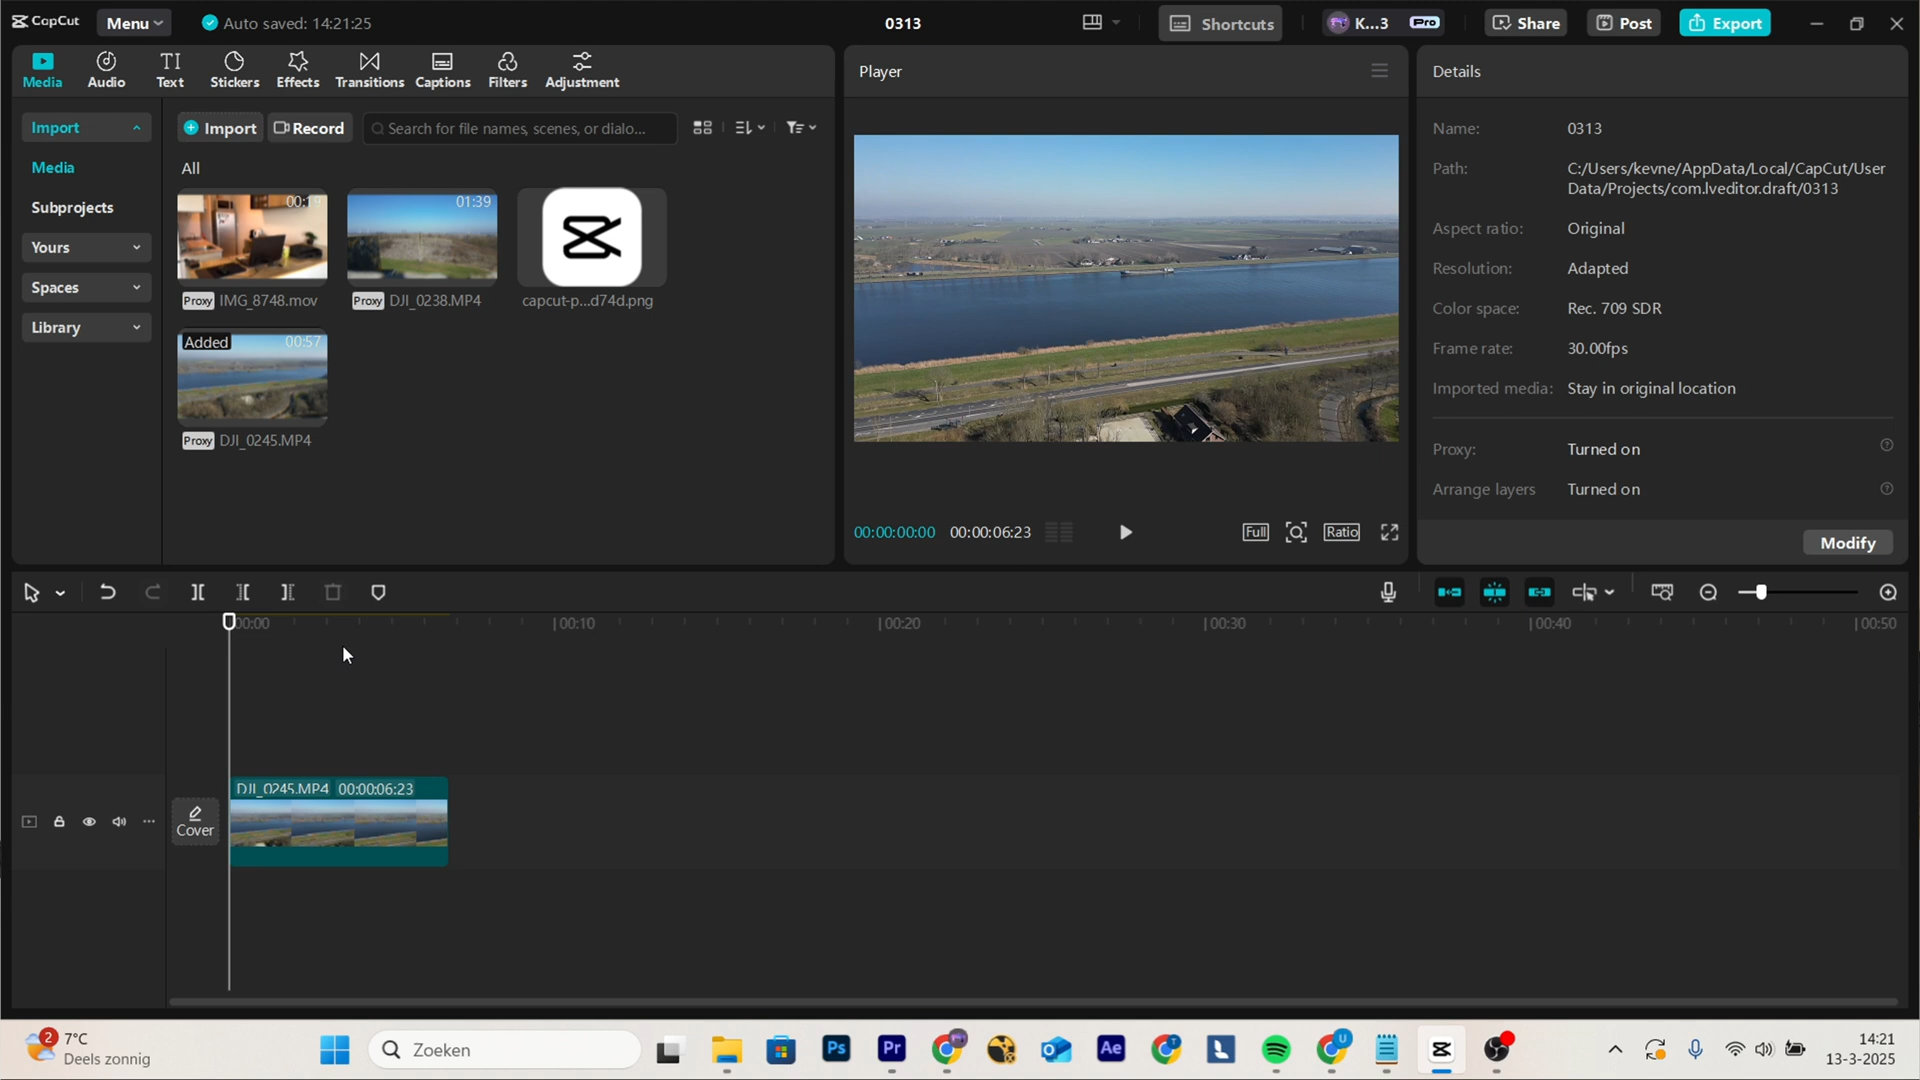 CapCut
Menu
Auto saved: 14:21:25
0313
Shortcuts
K...3
Pro
Share
Post
Export
Media
Audio
Text
Stickers
Effects
Transitions
Captions
Filters
Adjustment
Import
Media
Subprojects
Yours
Spaces
Library
Import
Record
Search for file names, scenes, or dialo...
All
Proxy IMG_8748.mov
01:39
Proxy DJI_0238.MP4
capcut-p...d74d.png
Added
00:57
Proxy DJI_0245.MP4
Player
00:00:00:00
00:00:06:23
Full
Ratio
Details
Name: 0313
Path: C:/Users/kevne/AppData/Local/CapCut/User
Data/Projects/com.lveditor.draft/0313
Aspect ratio: Original
Resolution: Adapted
Color space: Rec. 709 SDR
Frame rate: 30.00fps
Imported media: Stay in original location
Proxy: Turned on
Arrange layers Turned on
Modify
00:00
00:10
00:20
00:30
00:40
00:50
DJI_0245.MP4 00:00:06:23
Cover
2
7°C
Deels zonnig
Zoeken
Ps
Pr
Ae
T
L
U
14:21
13-3-2025